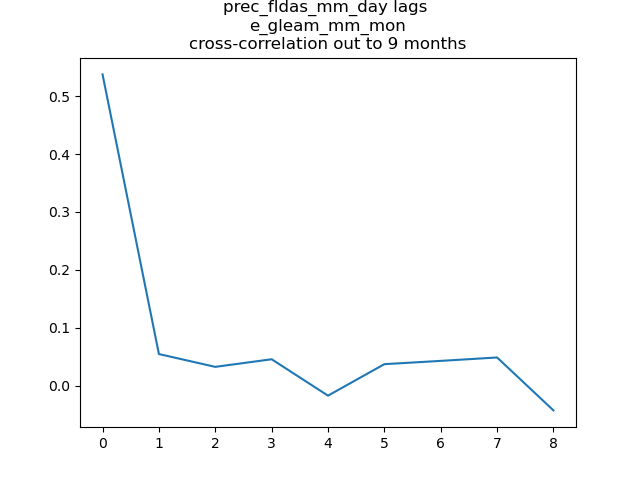 prec_fldas_mm_day lags
e_gleam_mm_mon
cross-correlation out to 9 months
0.5
0.4
0.3
0.2
0.1
0.0
0 1 2 3 4 5 6 7 8